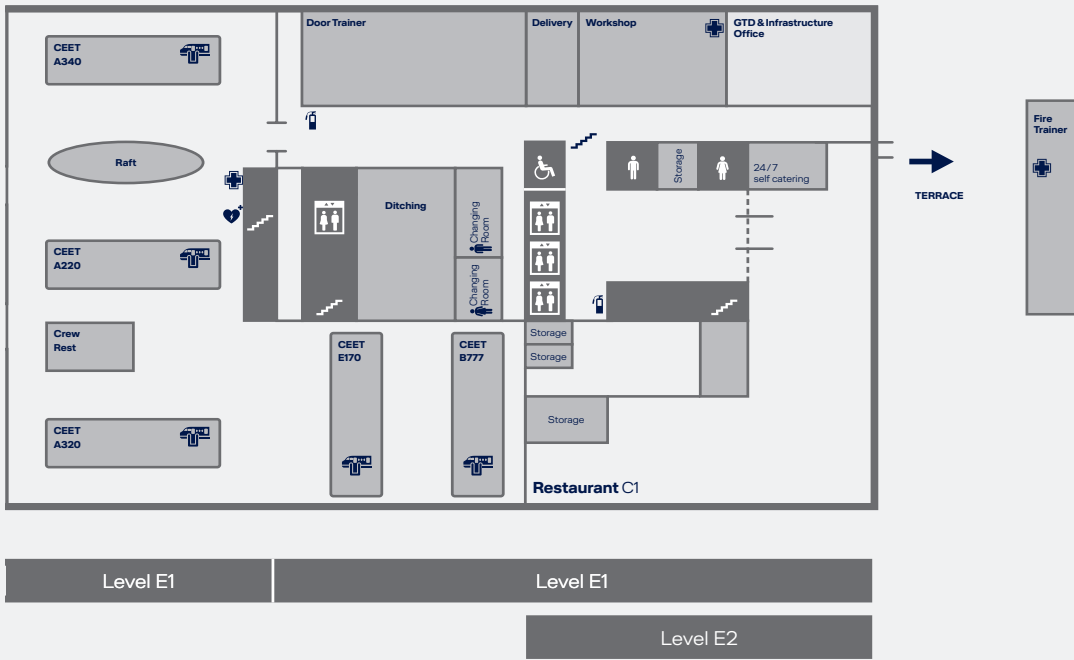 CEET
A340
Door Trainer
Delivery
Workshop
GTD & Infrastructure
Office
Fire
Trainer
Raft
Storage
24/7
self catering
TERRACE
Ditching
Changing
Room
CEET
A220
Changing
Room
Crew
Rest
CEET
E170
CEET
B777
Storage
Storage
CEET
A320
Storage
Restaurant C1
Level E1
Level E1
Level E2